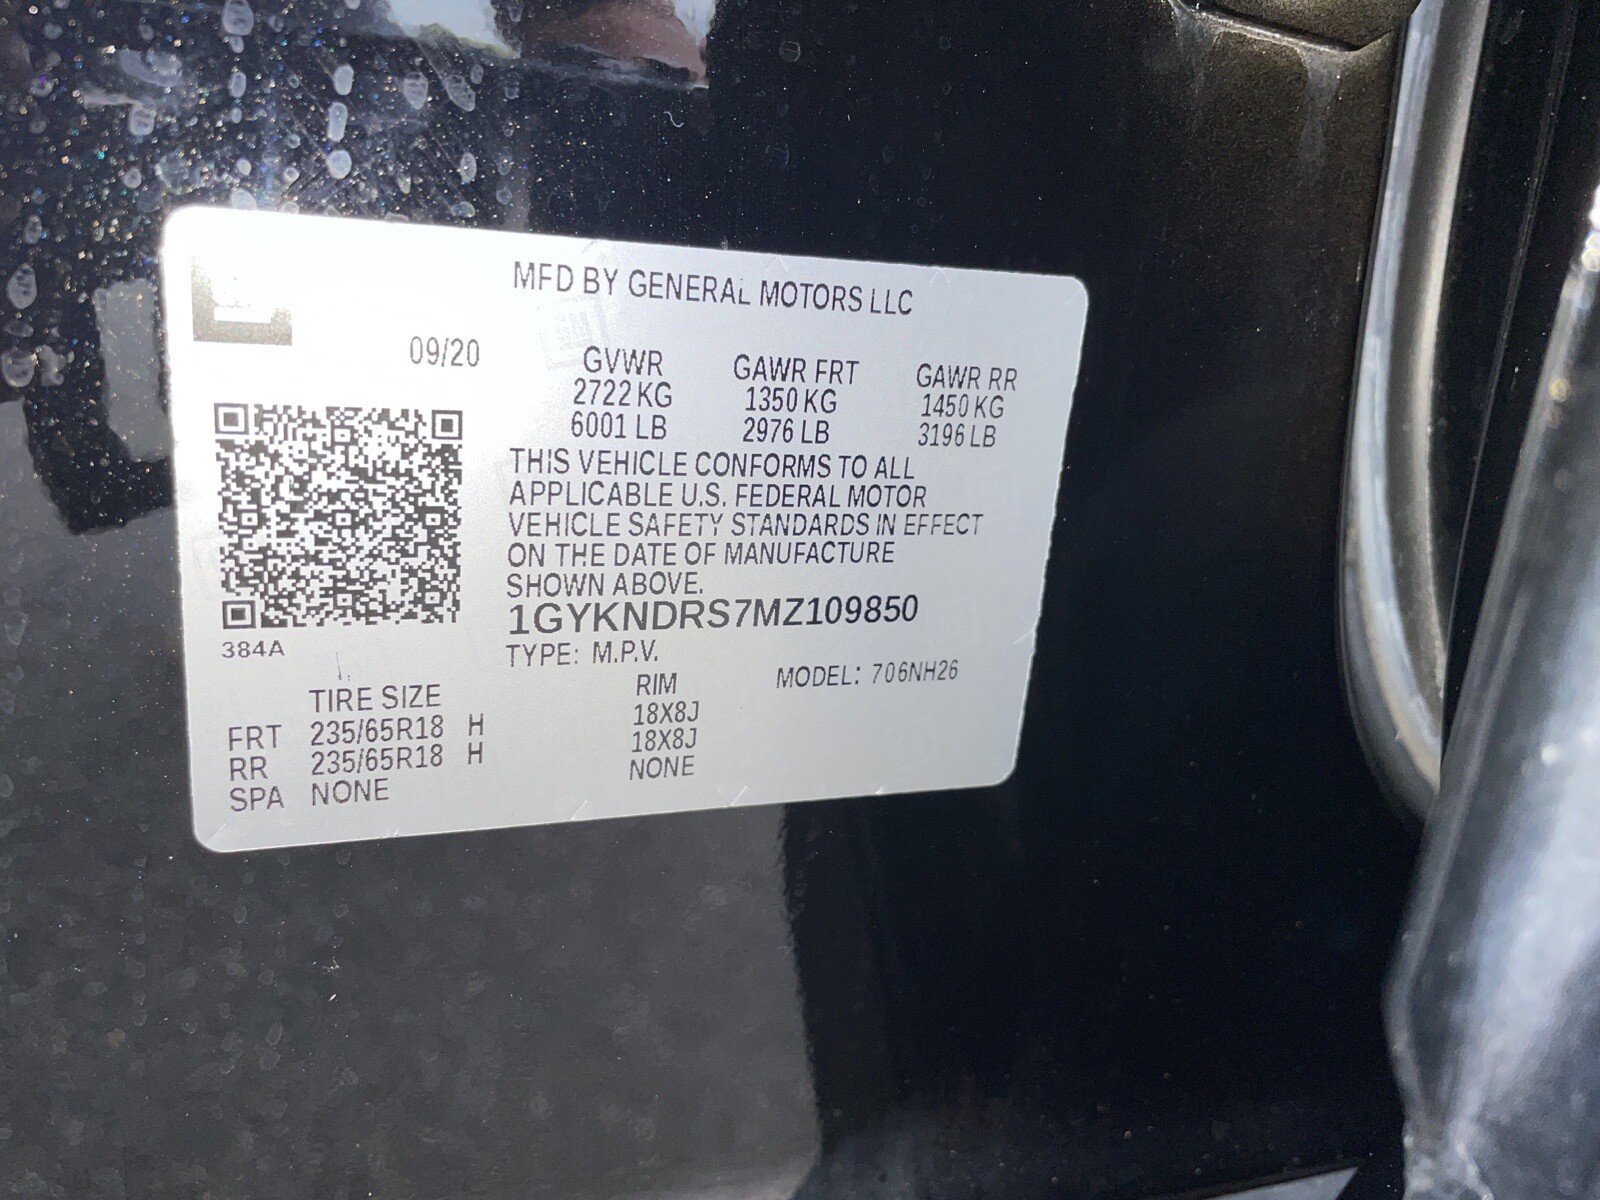 MFD BY GENERAL MOTORS LLC
09/20
GVWR GAWR FRT GAWR RR
2722 KG 1350 KG 1450 KG
6001 LB 2976 LB 3196 LB
THIS VEHICLE CONFORMS TO ALL
APPLICABLE U.S. FEDERAL MOTOR
VEHICLE SAFETY STANDARDS IN EFFECT
ON THE DATE OF MANUFACTURE
SHOWN ABOVE.
1GYKNDRS7MZ109850
384A
TYPE: M.P.V. MODEL: 706NH26
TIRE SIZE RIM
FRT 235/65R18 H 18X8J
RR 235/65R18 H 18X8J
SPA NONE NONE